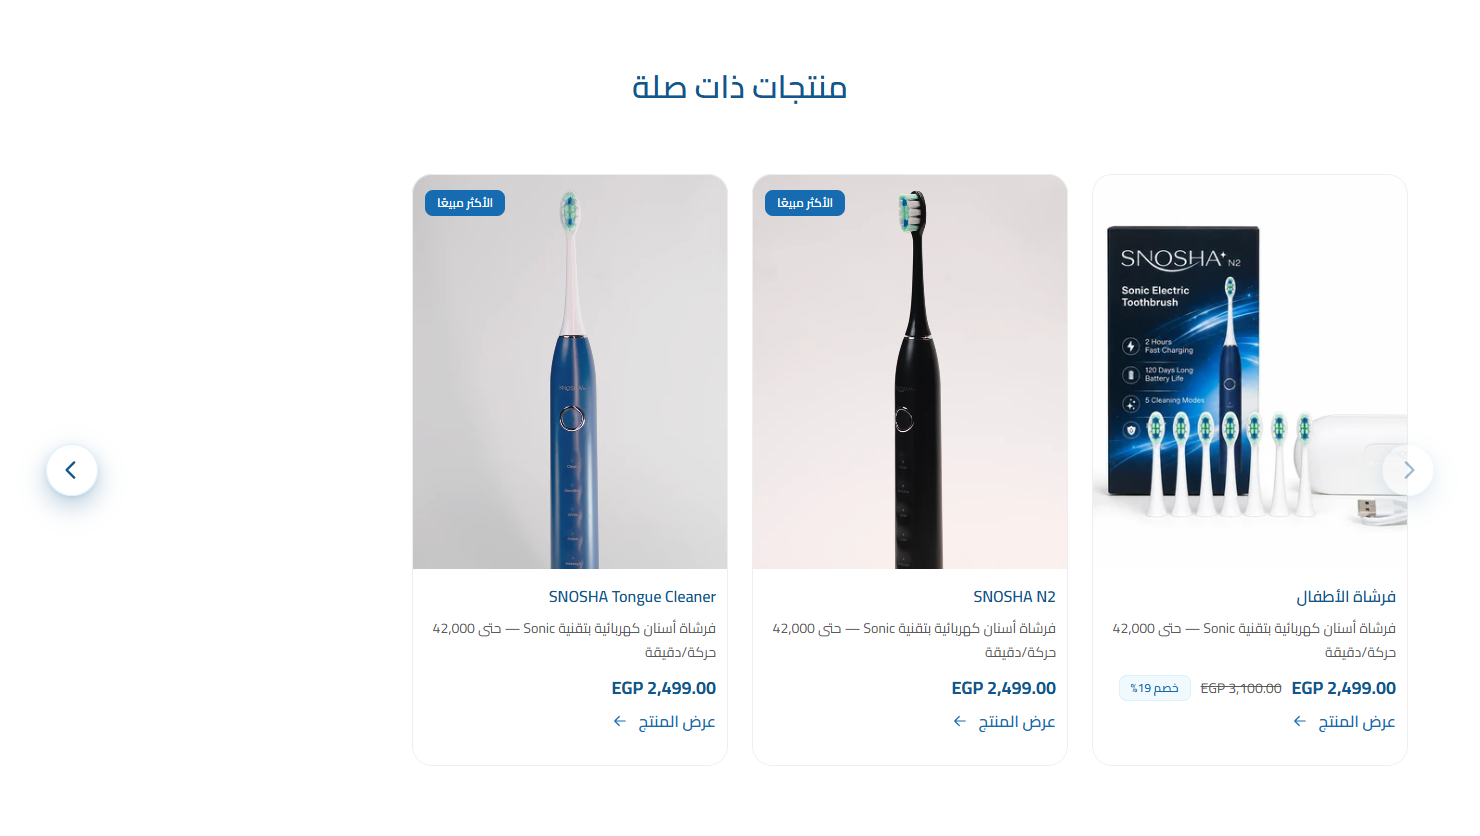 منتجات ذات صلة
SNOSHA N2
Sonic Electric
Toothbrush
2 Hours
Fast Charging
120 Days Long
Battery Life
5 Cleaning Modes
فرشاة الأطفال
فرشاة أسنان كهربائية بتقنية Sonic — حتى 42,000
حركة/دقيقة
EGP 2,499.00 EGP 3,100.00 خصم 19%
عرض المنتج ←
الأكثر مبيعًا
SNOSHA N2
فرشاة أسنان كهربائية بتقنية Sonic — حتى 42,000
حركة/دقيقة
EGP 2,499.00
عرض المنتج ←
الأكثر مبيعًا
SNOSHA
SNOSHA Tongue Cleaner
فرشاة أسنان كهربائية بتقنية Sonic — حتى 42,000
حركة/دقيقة
EGP 2,499.00
عرض المنتج ←